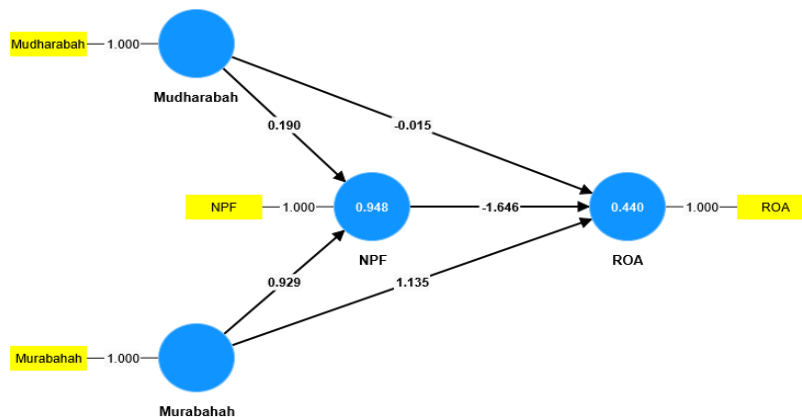 Mudharabah
1.000
Mudharabah
0.190
-0.015
NPF
1.000
0.948
-1.646
0.440
1.000
ROA
NPF
ROA
0.929
1.135
Murabahah
1.000
Murabahah